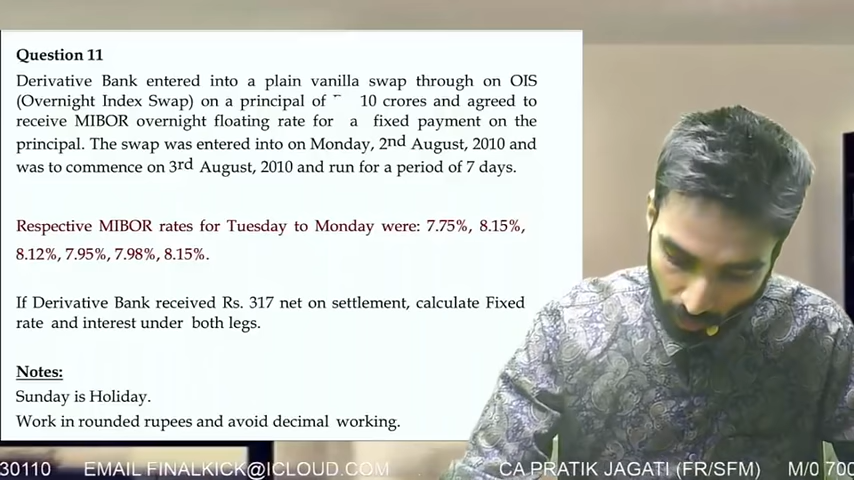 Question 11
Derivative Bank entered into a plain vanilla swap through on OIS
(Overnight Index Swap) on a principal of 10 crores and agreed to
receive MIBOR overnight floating rate for a fixed payment on the
principal. The swap was entered into on Monday, 2nd August, 2010 and
was to commence on 3rd August, 2010 and run for a period of 7 days.
Respective MIBOR rates for Tuesday to Monday were: 7.75%, 8.15%,
8.12%, 7.95%, 7.98%, 8.15%.
If Derivative Bank received Rs. 317 net on settlement, calculate Fixed
rate and interest under both legs.
Notes:
Sunday is Holiday.
Work in rounded rupees and avoid decimal working.
30110 EMAIL FINALKICK@ICLOUD.COM CA PRATIK JAGATI (FR/SFM) M/0 700